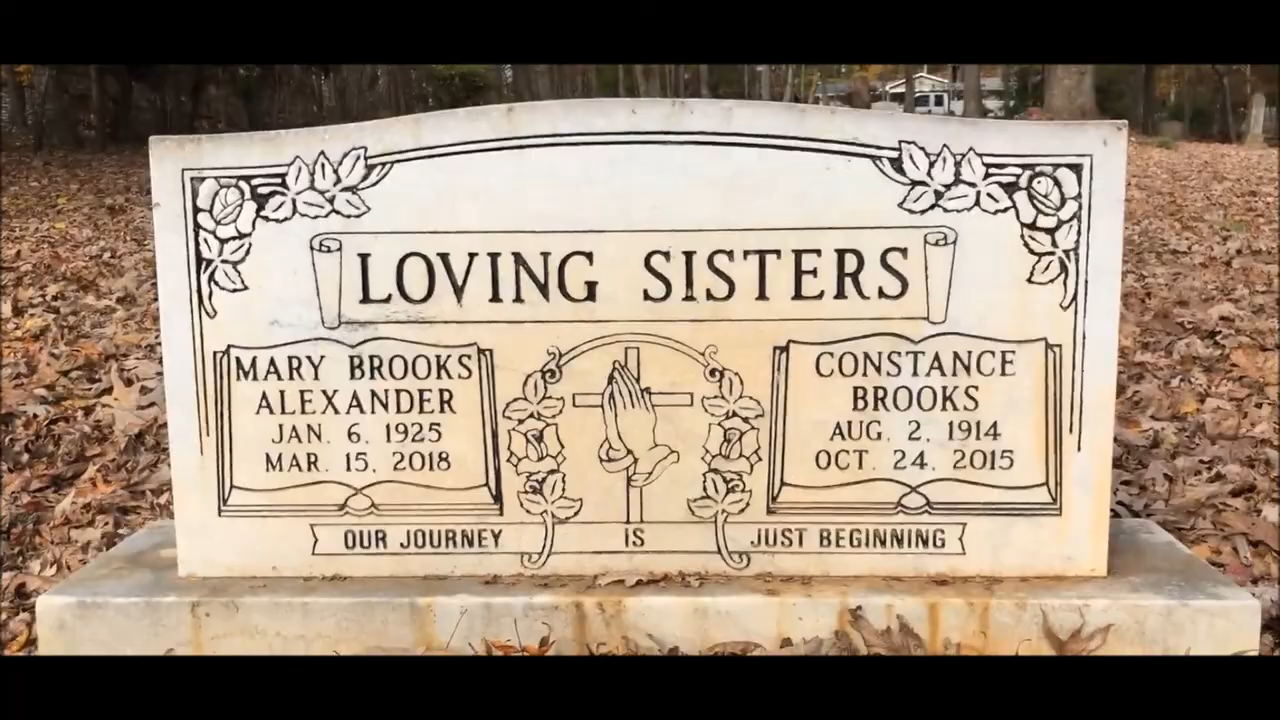 LOVING SISTERS
MARY BROOKS
ALEXANDER
JAN. 6, 1925
MAR. 15, 2018
CONSTANCE
BROOKS
AUG. 2, 1914
OCT. 24, 2015
OUR JOURNEY IS JUST BEGINNING